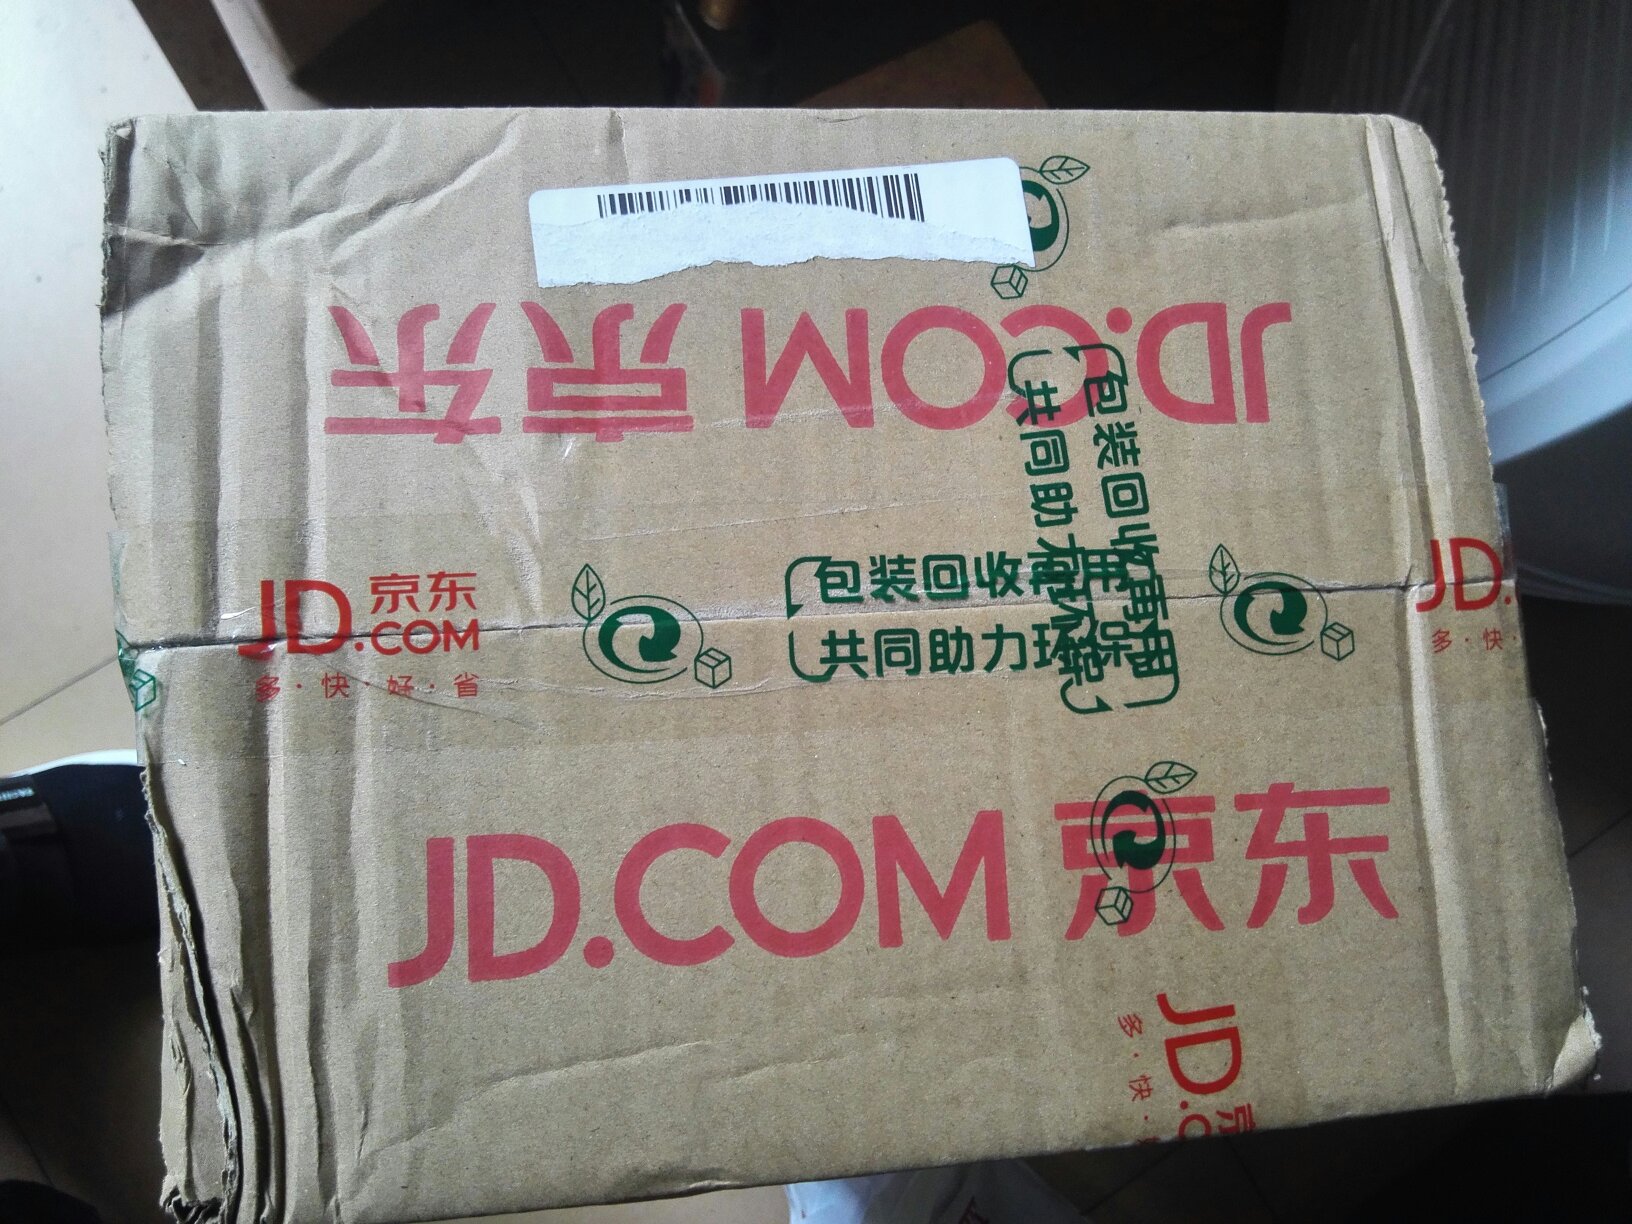 JD.COM 京东
包装回收再用
共同助力环保
JD.京东
.COM
多·快·好·省
包装回收再用
共同助力环保
JD.
多·快·
JD.COM 京东
JD.C
京
多·快·